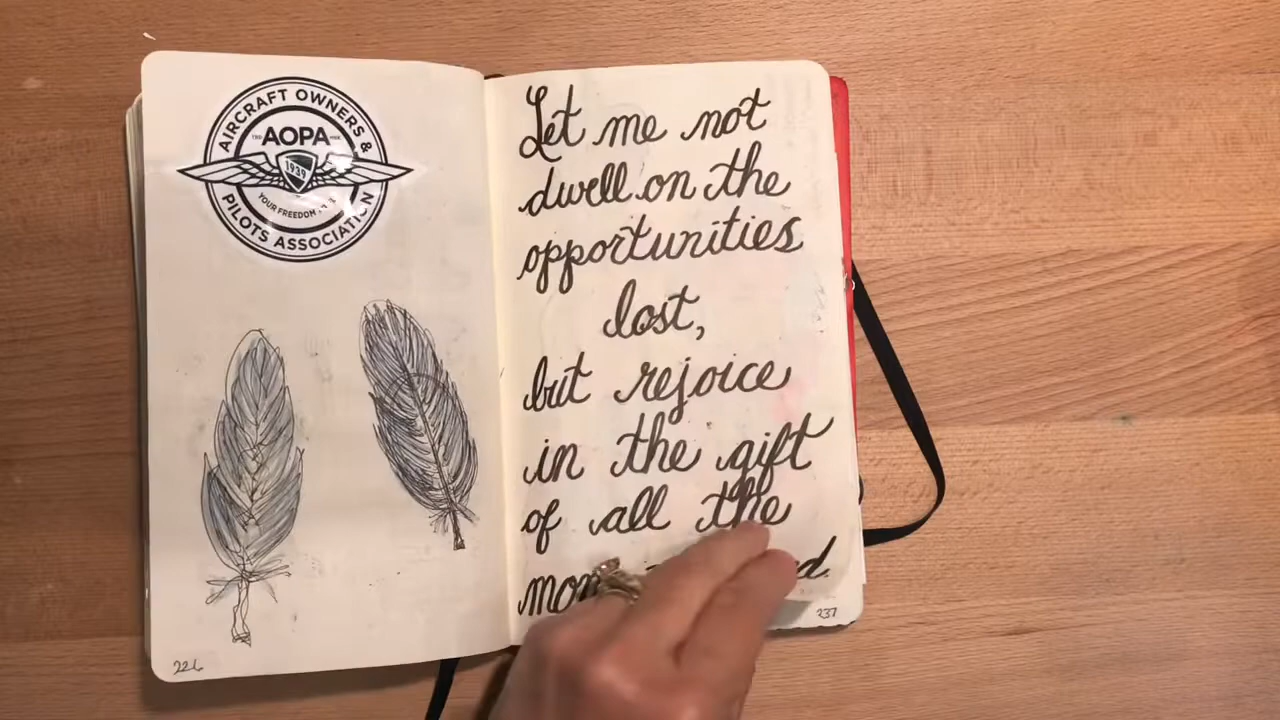 AIRCRAFT OWNERS &
AOPA
1939
YOUR FREEDOM
PILOTS ASSOCIATION
Let me not
dwell on the
opportunities
lost,
but rejoice
in the gift
of all the
226
237